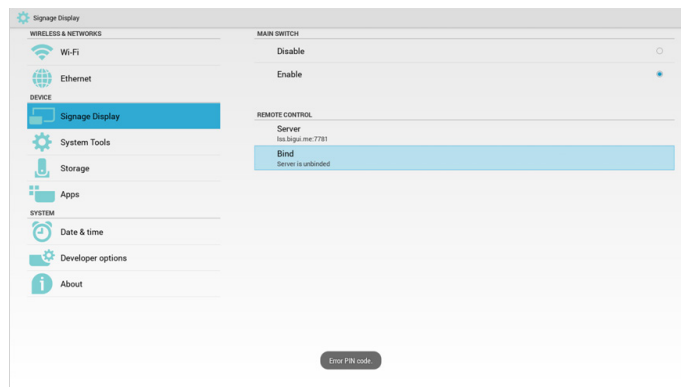 Signage Display
WIRELESS & NETWORKS
Wi-Fi
Ethernet
DEVICE
Signage Display
System Tools
Storage
Apps
SYSTEM
Date & time
Developer options
About
MAIN SWITCH
Disable
Enable
REMOTE CONTROL
Server
lss.bigui.me:7781
Bind
Server is unbinded
Error PIN code.